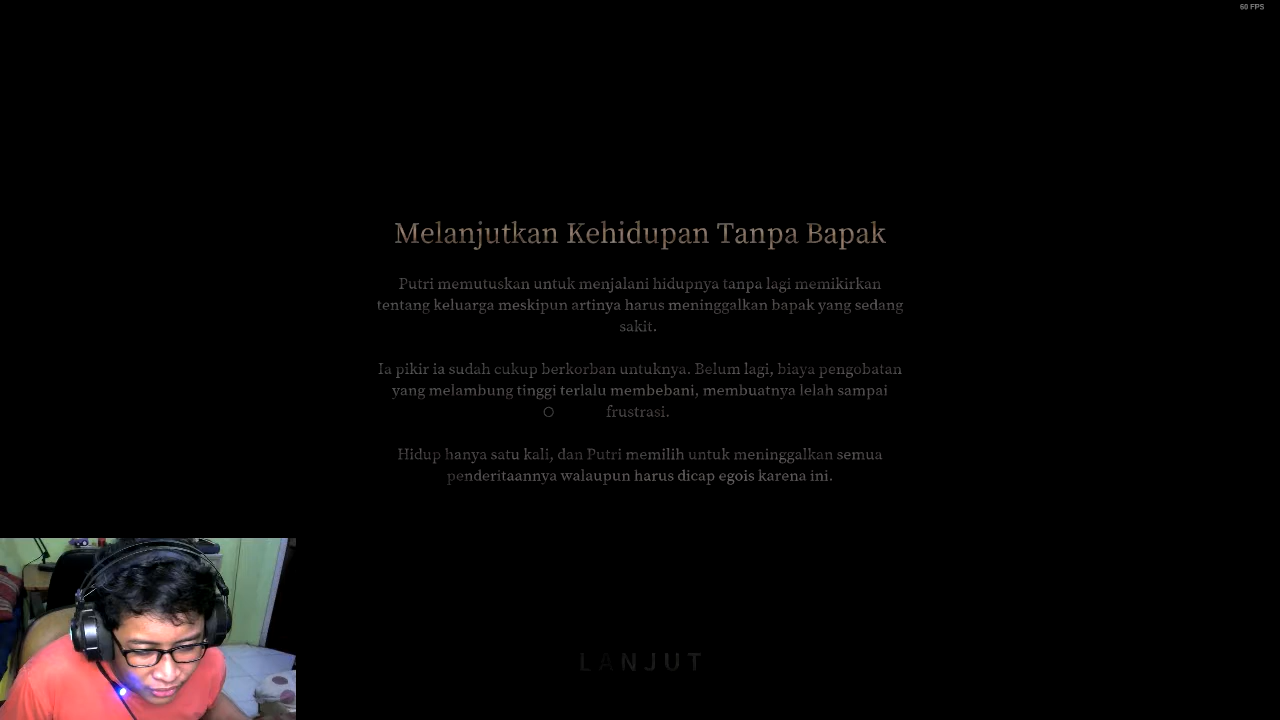 60 FPS
Melanjutkan Kehidupan Tanpa Bapak
Putri memutuskan untuk menjalani hidupnya tanpa lagi memikirkan
tentang keluarga meskipun artinya harus meninggalkan bapak yang sedang
sakit.
Ia pikir ia sudah cukup berkorban untuknya. Belum lagi, biaya pengobatan
yang melambung tinggi terlalu membebani, membuatnya lelah sampai
frustrasi.
Hidup hanya satu kali, dan Putri memilih untuk meninggalkan semua
penderitaannya walaupun harus dicap egois karena ini.
LANJUT